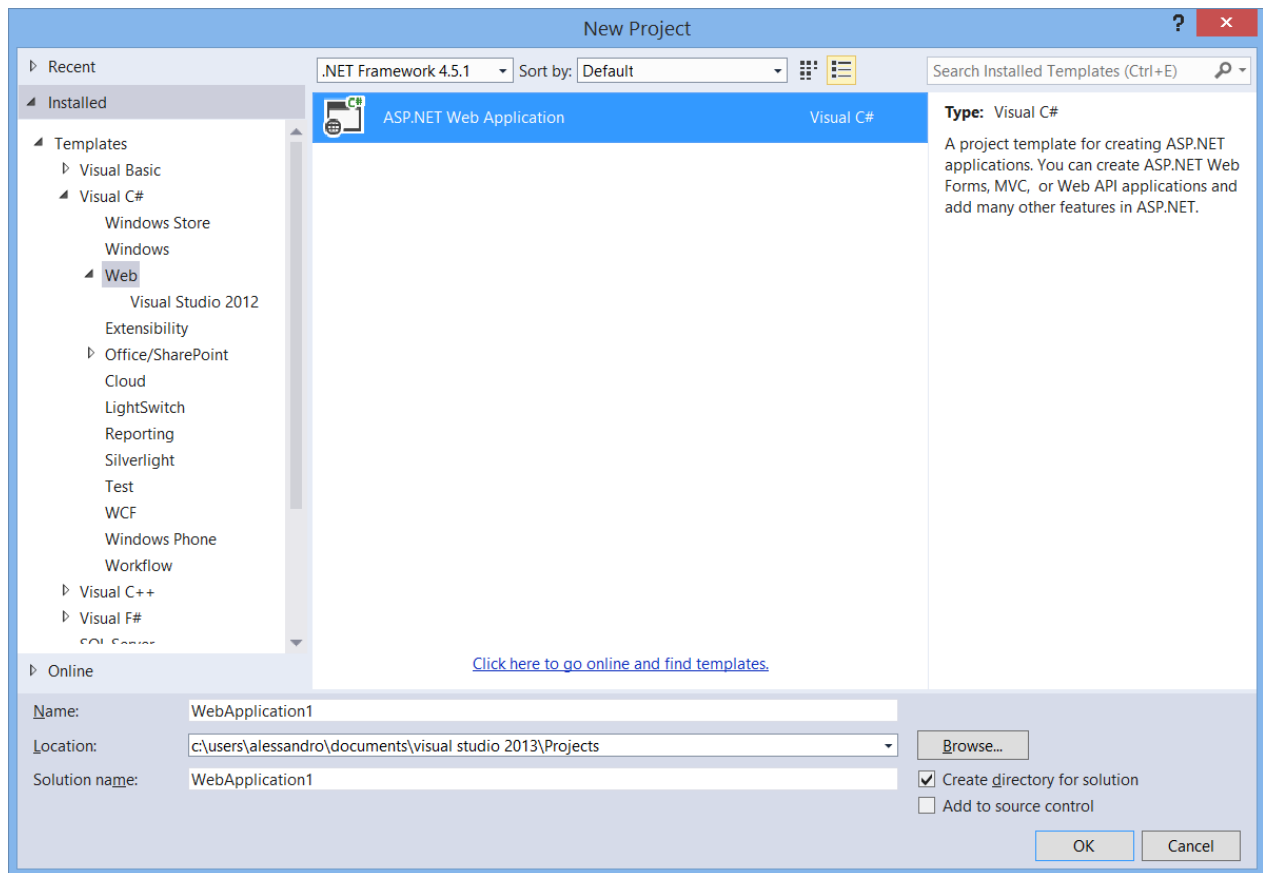 New Project
?
Recent
.NET Framework 4.5.1
Sort by:
Default
Search Installed Templates (Ctrl+E)
Installed
Templates
Visual Basic
Visual C#
Windows Store
Windows
Web
Visual Studio 2012
Extensibility
Office/SharePoint
Cloud
LightSwitch
Reporting
Silverlight
Test
WCF
Windows Phone
Workflow
Visual C++
Visual F#
SQL Server
Online
C#
ASP.NET Web Application
Visual C#
Click here to go online and find templates.
Type: Visual C#
A project template for creating ASP.NET
applications. You can create ASP.NET Web
Forms, MVC, or Web API applications and
add many other features in ASP.NET.
Name:
WebApplication1
Location:
c:\users\alessandro\documents\visual studio 2013\Projects
Browse...
Solution name:
WebApplication1
Create directory for solution
Add to source control
OK
Cancel